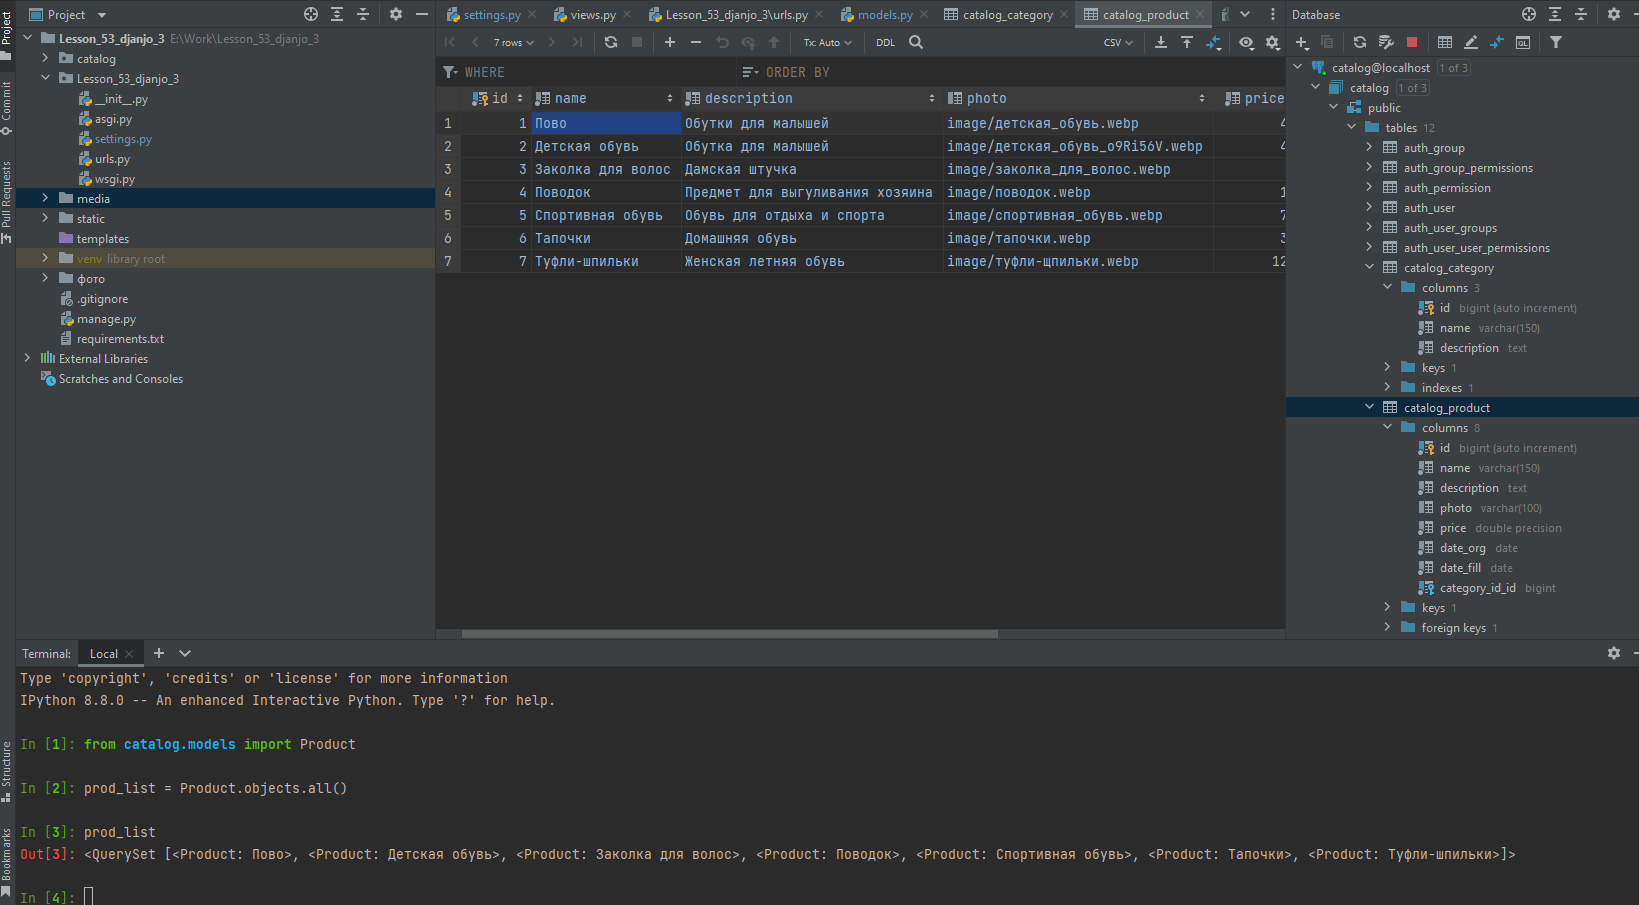 Project
settings.py
views.py
Lesson_53_djanjo_3\urls.py
models.py
catalog_category
catalog_product
Database
Project
Commit
Pull Requests
Structure
Bookmarks
Lesson_53_djanjo_3 E:\Work\Lesson_53_djanjo_3
catalog
Lesson_53_djanjo_3
__init__.py
asgi.py
settings.py
urls.py
wsgi.py
media
static
templates
venv library root
фото
.gitignore
manage.py
requirements.txt
External Libraries
Scratches and Consoles
7 rows
Tx: Auto
DDL
CSV
WHERE
ORDER BY
id name description photo price
1 1 Пово Обутки для малышей image/детская_обувь.webp 4
2 2 Детская обувь Обутка для малышей image/детская_обувь_o9Ri56V.webp 4
3 3 Заколка для волос Дамская штучка image/заколка_для_волос.webp
4 4 Поводок Предмет для выгуливания хозяина image/поводок.webp 1
5 5 Спортивная обувь Обувь для отдыха и спорта image/спортивная_обувь.webp 7
6 6 Тапочки Домашняя обувь image/тапочки.webp 3
7 7 Туфли-шпильки Женская летняя обувь image/туфли-щпильки.webp 12
catalog@localhost 1 of 3
catalog 1 of 3
public
tables 12
auth_group
auth_group_permissions
auth_permission
auth_user
auth_user_groups
auth_user_user_permissions
catalog_category
columns 3
id bigint (auto increment)
name varchar(150)
description text
keys 1
indexes 1
catalog_product
columns 8
id bigint (auto increment)
name varchar(150)
description text
photo varchar(100)
price double precision
date_org date
date_fill date
category_id_id bigint
keys 1
foreign keys 1
Terminal: Local
Type 'copyright', 'credits' or 'license' for more information
IPython 8.8.0 -- An enhanced Interactive Python. Type '?' for help.
In [1]: from catalog.models import Product
In [2]: prod_list = Product.objects.all()
In [3]: prod_list
Out[3]: <QuerySet [<Product: Пово>, <Product: Детская обувь>, <Product: Заколка для волос>, <Product: Поводок>, <Product: Спортивная обувь>, <Product: Тапочки>, <Product: Туфли-шпильки>]>
In [4]: